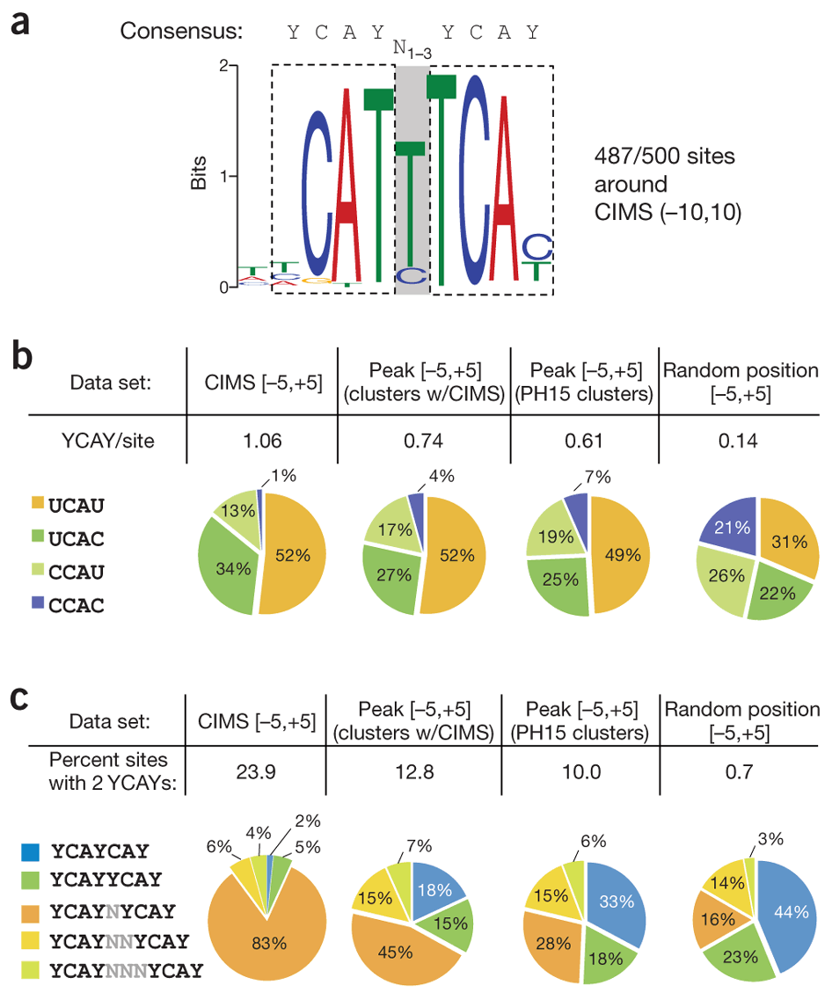 a
Consensus: Y C A Y N1–3 Y C A Y
2
1
0
Bits
T A C T C A C G A T T T C T C A C T
487/500 sites
around
CIMS (–10,10)
b
Data set: CIMS [–5,+5] Peak [–5,+5] (clusters w/CIMS) Peak [–5,+5] (PH15 clusters) Random position [–5,+5]
YCAY/site 1.06 0.74 0.61 0.14
UCAU
UCAC
CCAU
CCAC
1% 13% 34% 52%
4% 17% 27% 52%
7% 19% 25% 49%
21% 31% 26% 22%
c
Data set: CIMS [–5,+5] Peak [–5,+5] (clusters w/CIMS) Peak [–5,+5] (PH15 clusters) Random position [–5,+5]
Percent sites with 2 YCAYs: 23.9 12.8 10.0 0.7
YCAYYCAY
YCAYNYCAY
YCAYNNYCAY
YCAYNNNYCAY
6% 4% 2% 5% 83%
7% 15% 18% 15% 45%
6% 15% 33% 28% 18%
3% 14% 44% 16% 23%